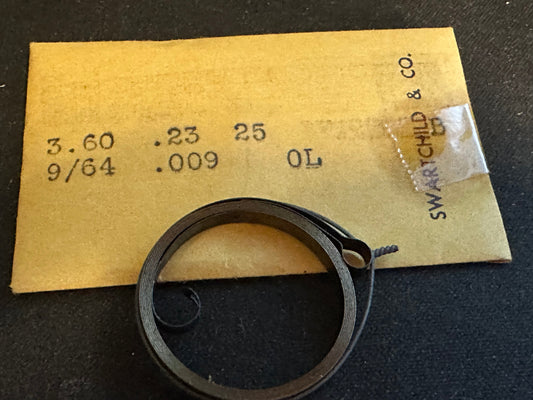 3.60 .23 25
9/64 .009 OL
SWARTCHILD & CO.